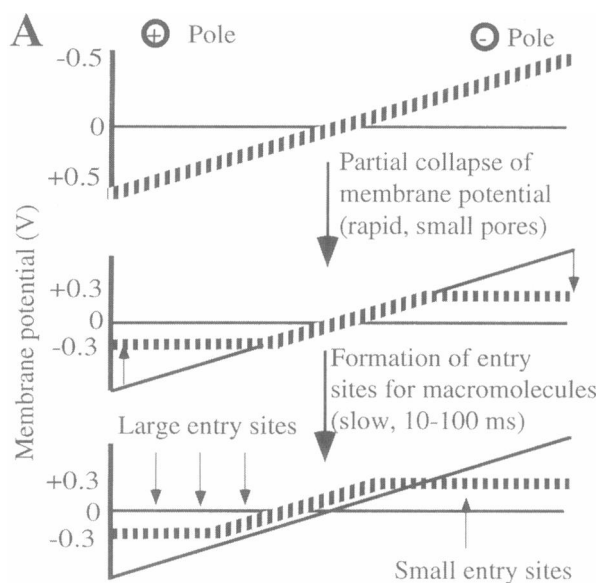 A
+ Pole
- Pole
-0.5
0
+0.5
Partial collapse of
membrane potential
(rapid, small pores)
Membrane potential (V)
+0.3
0
-0.3
Formation of entry
sites for macromolecules
(slow, 10-100 ms)
Large entry sites
+0.3
0
-0.3
Small entry sites